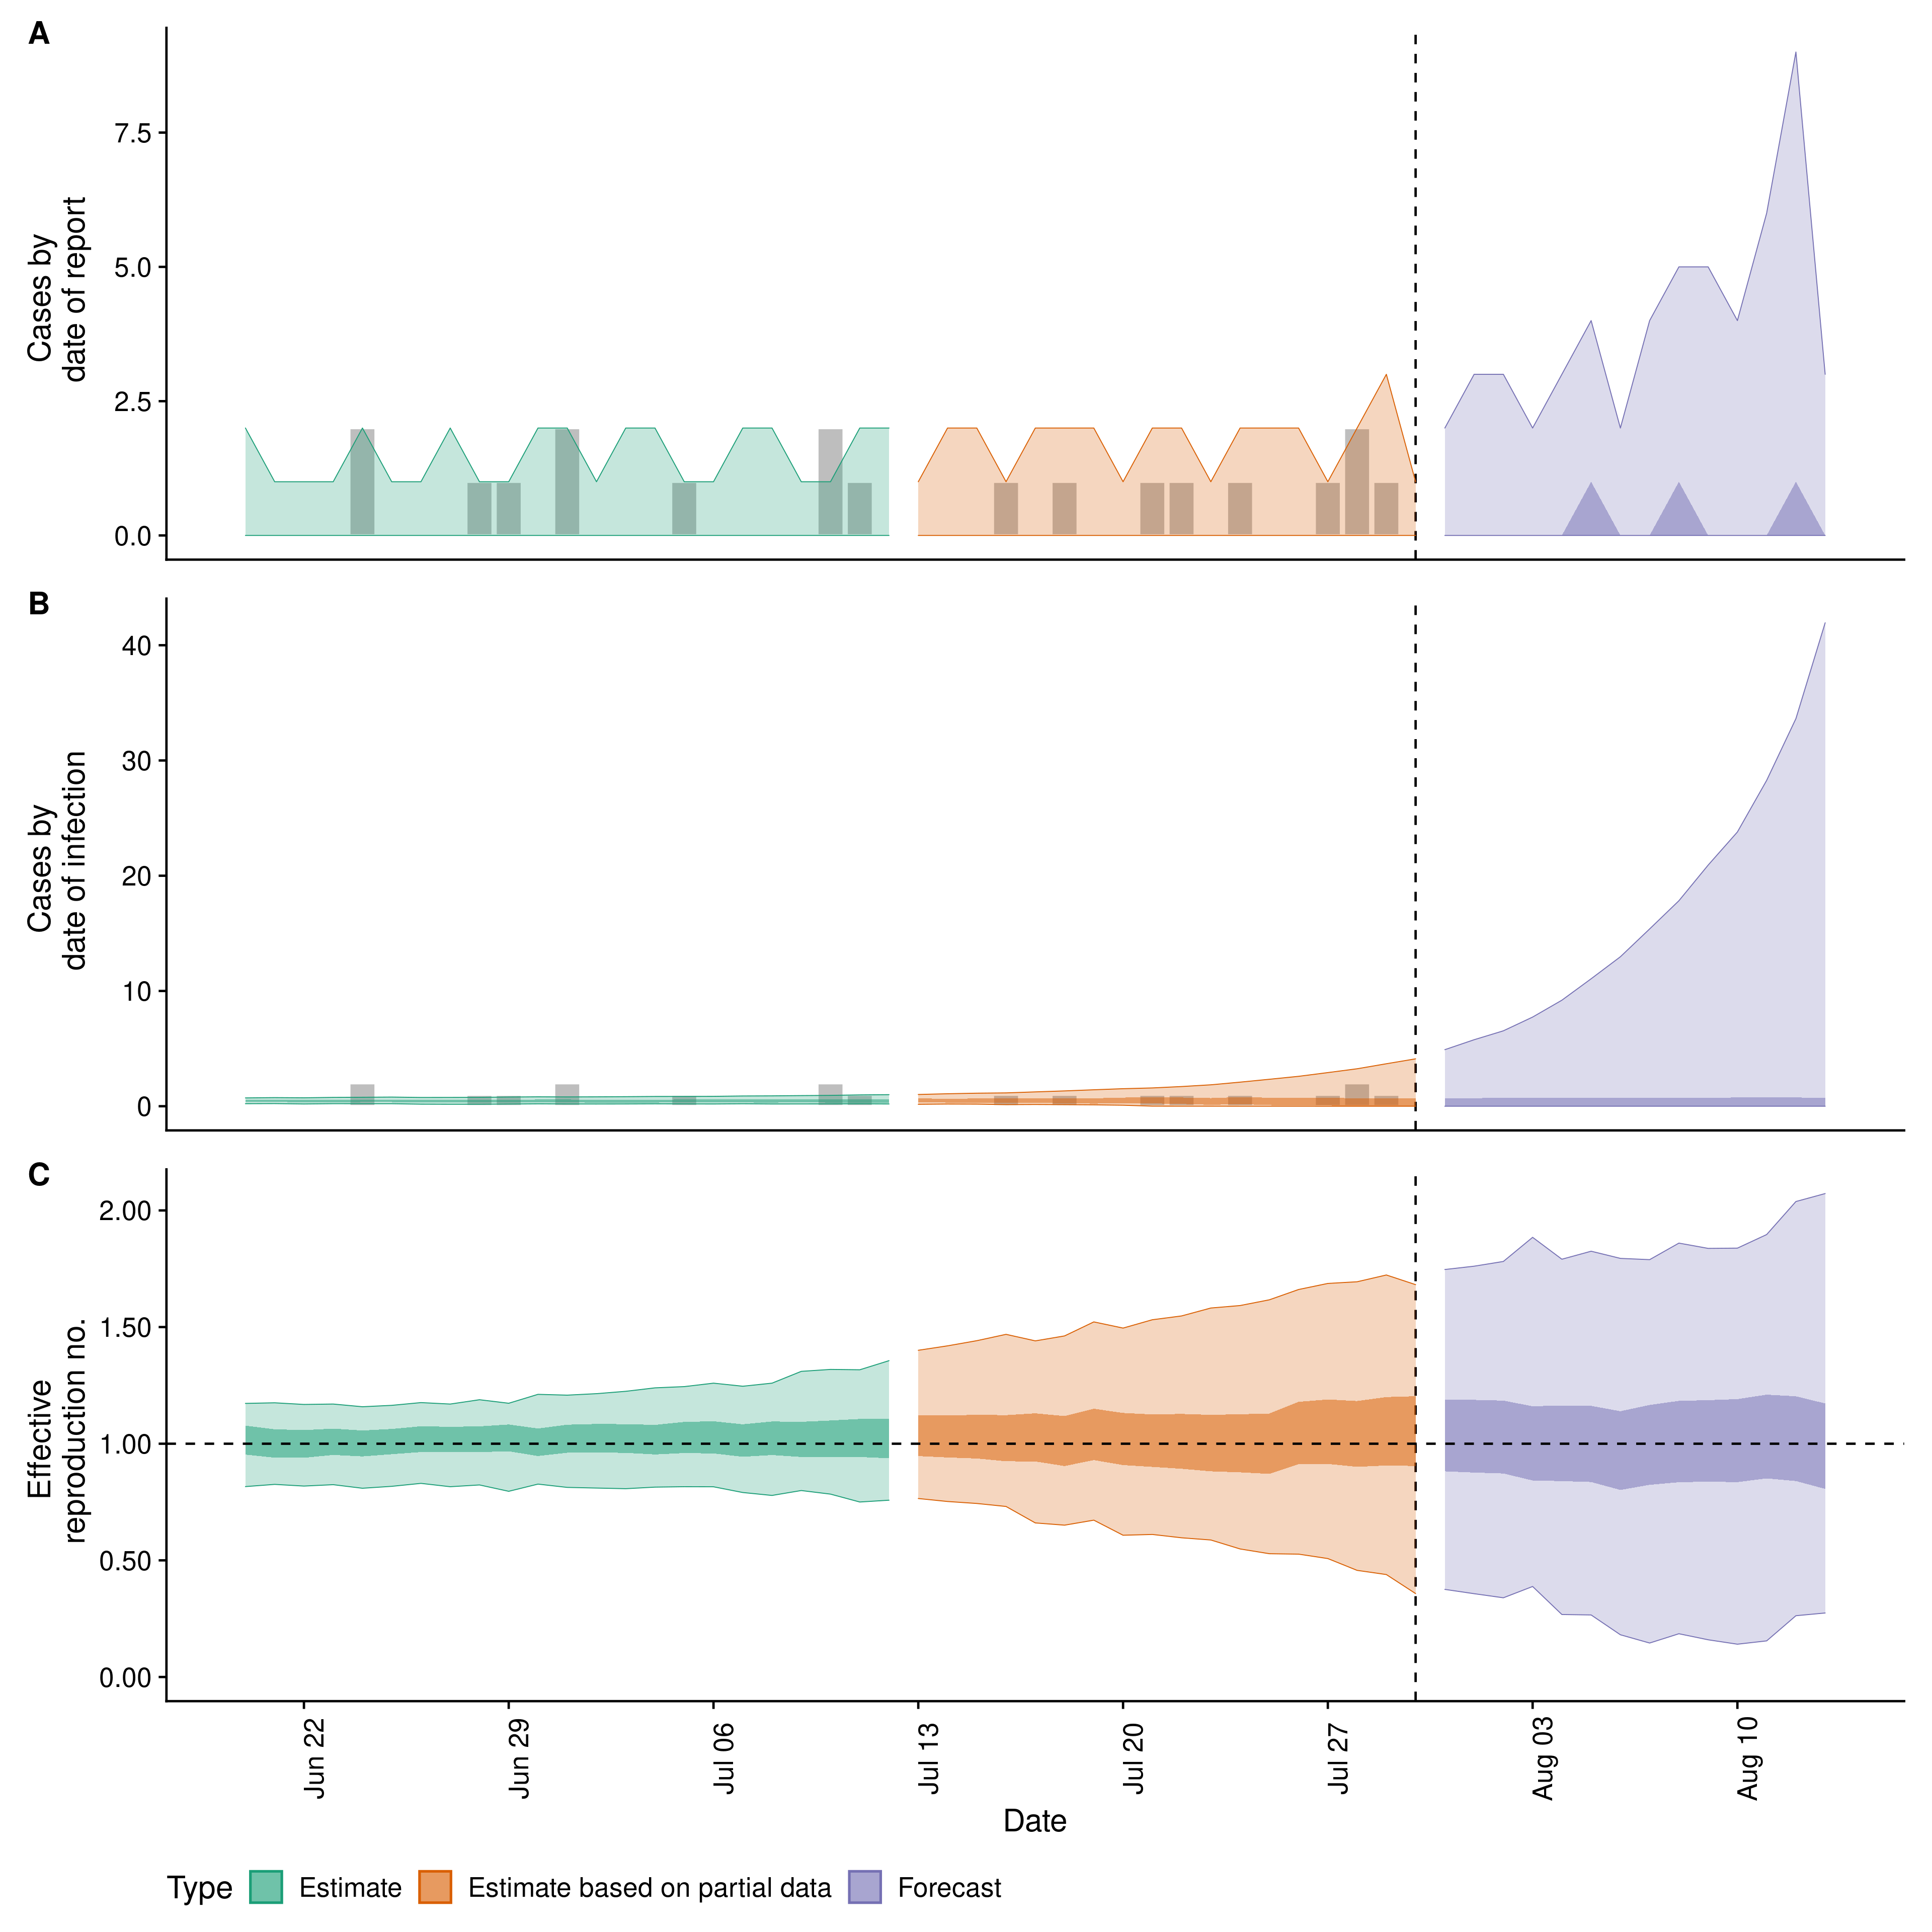 A
Cases by
date of report
7.5
5.0
2.5
0.0
B
Cases by
date of infection
40
30
20
10
0
C
Effective
reproduction no.
2.00
1.50
1.00
0.50
0.00
Jun 22
Jun 29
Jul 06
Jul 13
Jul 20
Jul 27
Aug 03
Aug 10
Date
Type Estimate Estimate based on partial data Forecast